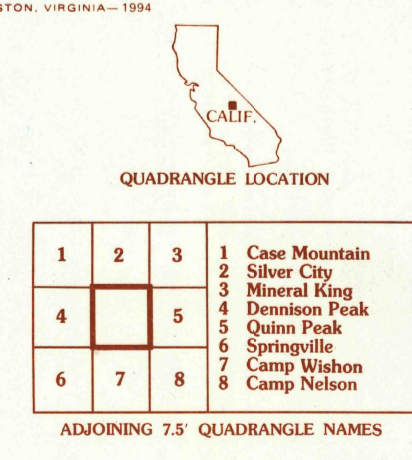 STON, VIRGINIA—1994
CALIF.
QUADRANGLE LOCATION
1 2 3
4 5
6 7 8
1 Case Mountain
2 Silver City
3 Mineral King
4 Dennison Peak
5 Quinn Peak
6 Springville
7 Camp Wishon
8 Camp Nelson
ADJOINING 7.5′ QUADRANGLE NAMES